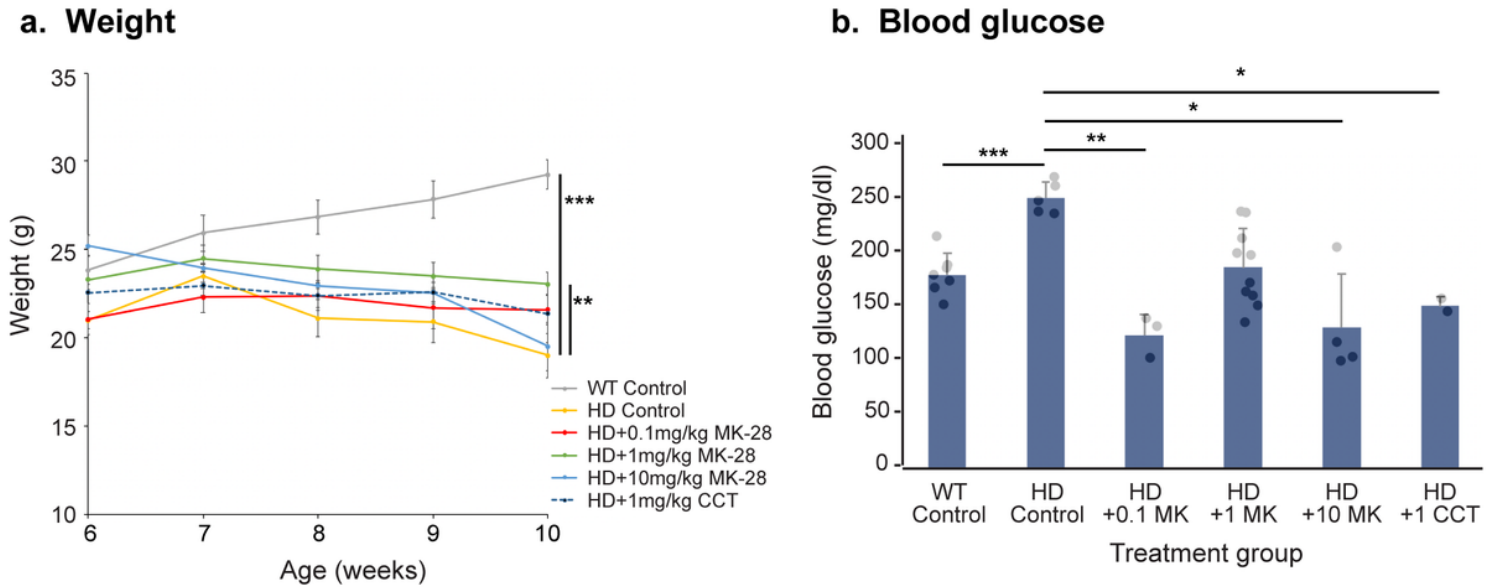 a. Weight
35
30
25
20
15
10
Weight (g)
6 7 8 9 10
Age (weeks)
***
**
WT Control
HD Control
HD+0.1mg/kg MK-28
HD+1mg/kg MK-28
HD+10mg/kg MK-28
HD+1mg/kg CCT
b. Blood glucose
*
*
**
***
300
250
200
150
100
50
0
Blood glucose (mg/dl)
WT Control
HD Control
HD +0.1 MK
HD +1 MK
HD +10 MK
HD +1 CCT
Treatment group